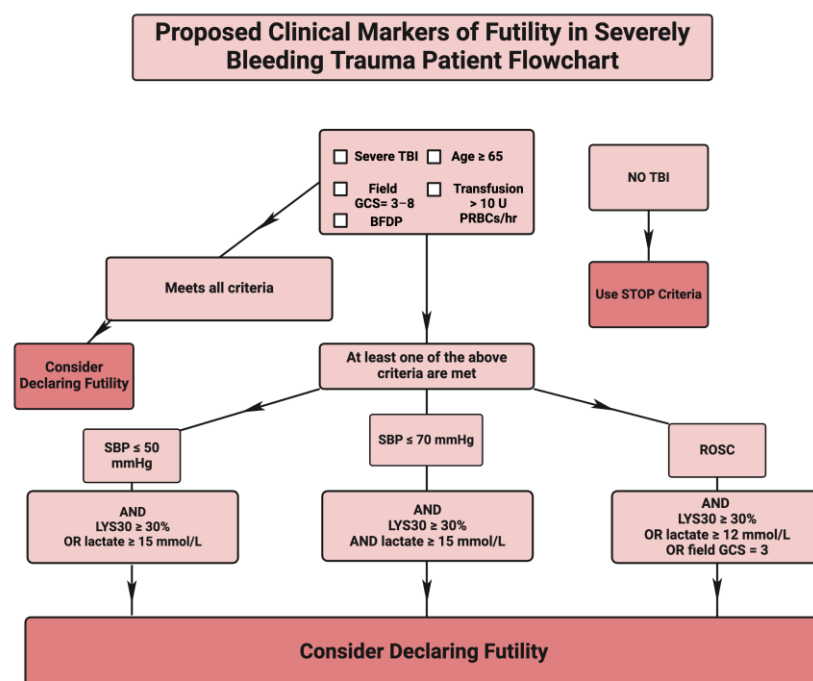 Proposed Clinical Markers of Futility in Severely
Bleeding Trauma Patient Flowchart
Severe TBI
Age ≥ 65
Field
GCS= 3–8
Transfusion
> 10 U
PRBCs/hr
BFDP
NO TBI
Meets all criteria
Use STOP Criteria
Consider
Declaring Futility
At least one of the above
criteria are met
SBP ≤ 50
mmHg
SBP ≤ 70 mmHg
ROSC
AND
LYS30 ≥ 30%
OR lactate ≥ 15 mmol/L
AND
LYS30 ≥ 30%
AND lactate ≥ 15 mmol/L
AND
LYS30 ≥ 30%
OR lactate ≥ 12 mmol/L
OR field GCS = 3
Consider Declaring Futility